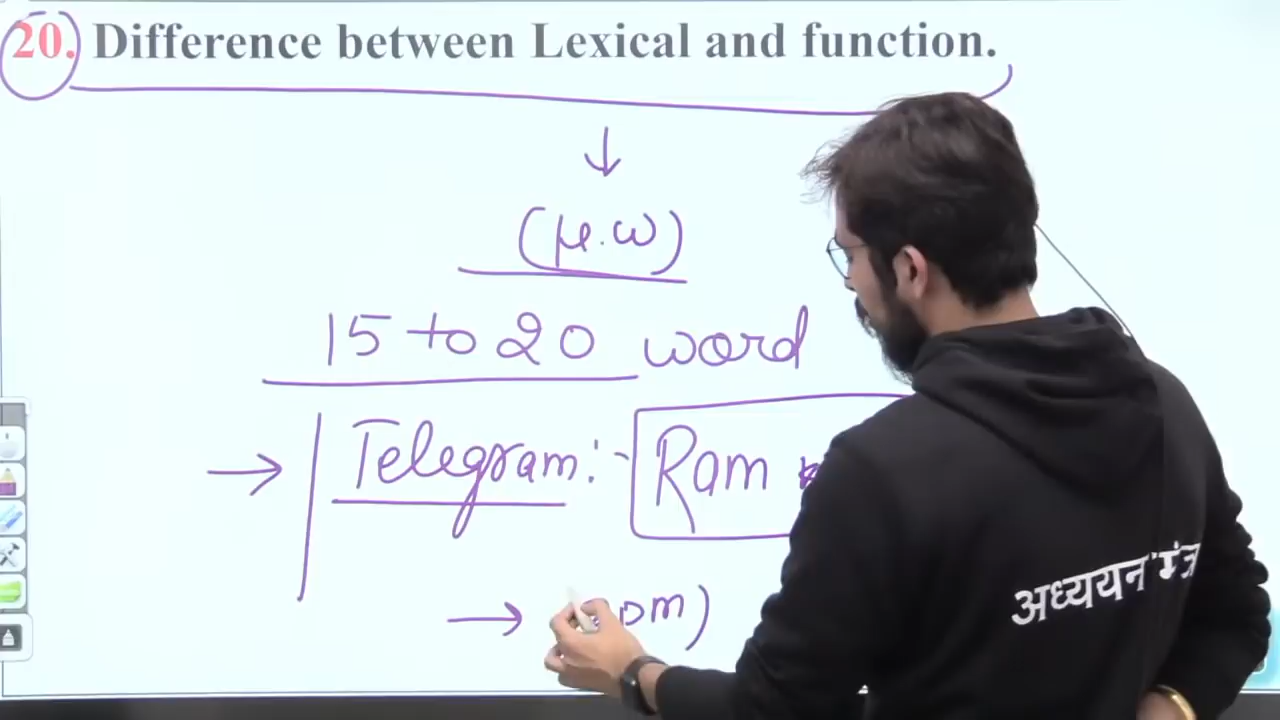 20. Difference between Lexical and function.
↓
(μ.ω)
15 to 20 word
→ Telegram:- Ram
→
अध्ययन मंत्र